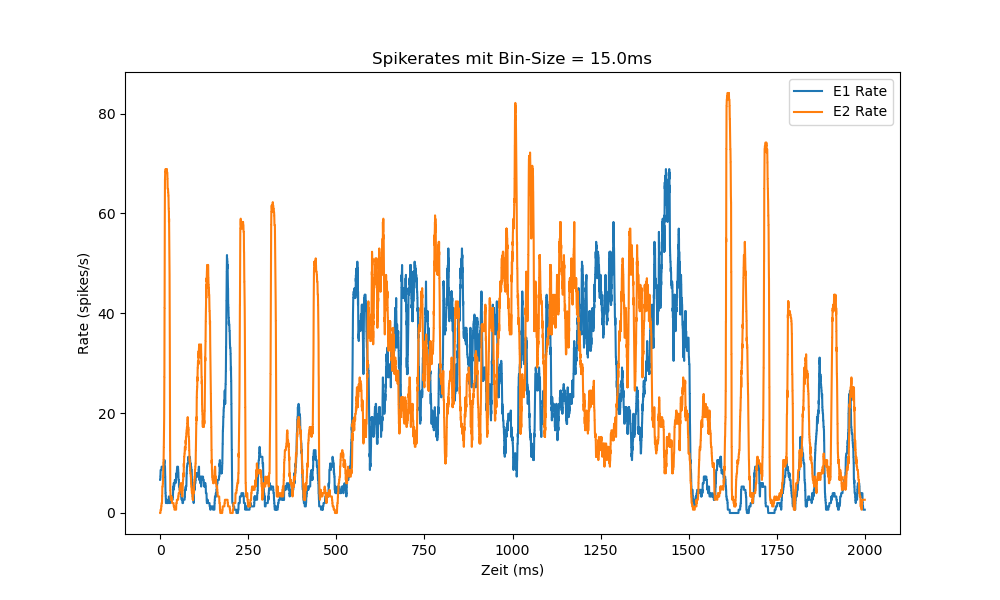 Spikerates mit Bin-Size = 15.0ms
E1 Rate
E2 Rate
Rate (spikes/s)
80
60
40
20
0
0 250 500 750 1000 1250 1500 1750 2000
Zeit (ms)